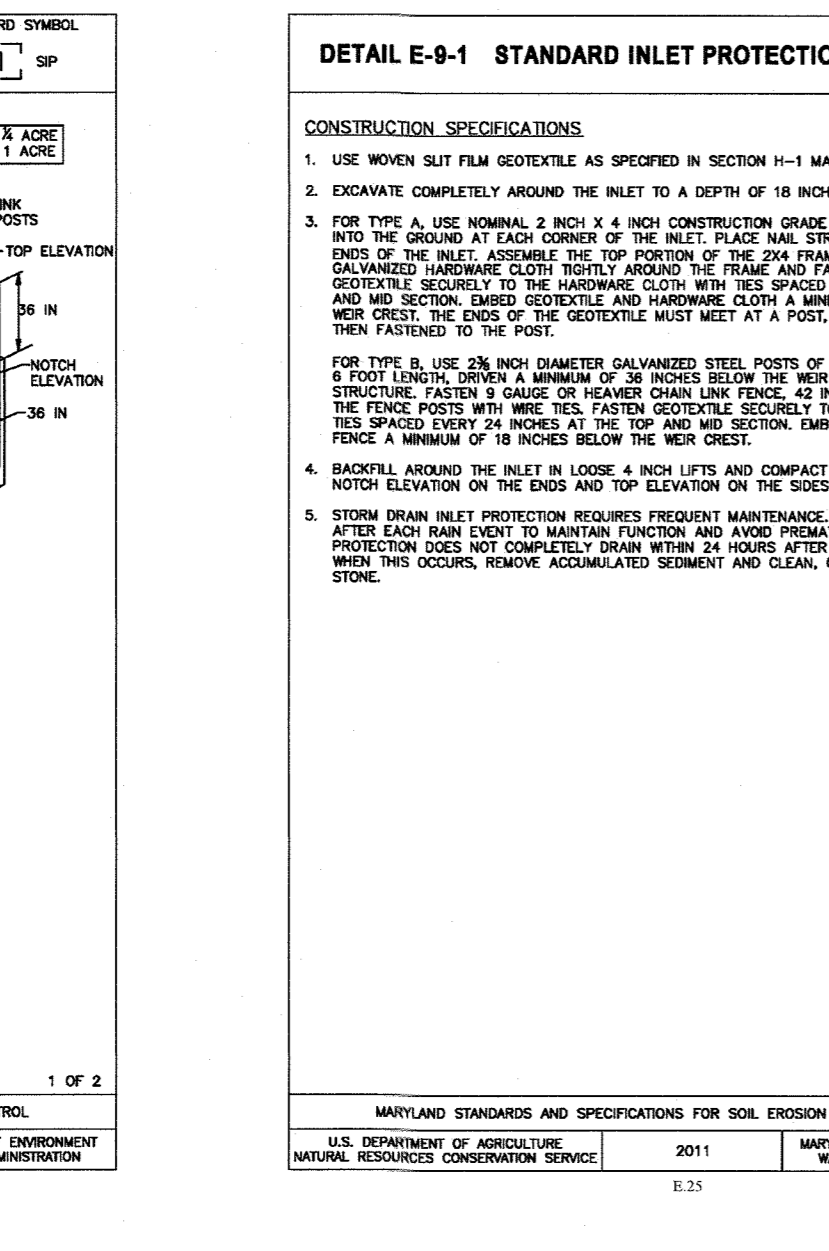 RD SYMBOL
SIP
¼ ACRE
1 ACRE
INK
POSTS
TOP ELEVATION
36 IN
NOTCH
ELEVATION
36 IN
1 OF 2
TROL
ENVIRONMENT
MINISTRATION
DETAIL E-9-1 STANDARD INLET PROTECTIO
CONSTRUCTION SPECIFICATIONS
1. USE WOVEN SLIT FILM GEOTEXTILE AS SPECIFIED IN SECTION H-1 MA
2. EXCAVATE COMPLETELY AROUND THE INLET TO A DEPTH OF 18 INCH
3. FOR TYPE A, USE NOMINAL 2 INCH X 4 INCH CONSTRUCTION GRADE
INTO THE GROUND AT EACH CORNER OF THE INLET. PLACE NAIL STR
ENDS OF THE INLET. ASSEMBLE THE TOP PORTION OF THE 2X4 FRAM
GALVANIZED HARDWARE CLOTH TIGHTLY AROUND THE FRAME AND FA
GEOTEXTILE SECURELY TO THE HARDWARE CLOTH WITH TIES SPACED
AND MID SECTION. EMBED GEOTEXTILE AND HARDWARE CLOTH A MINI
WEIR CREST. THE ENDS OF THE GEOTEXTILE MUST MEET AT A POST,
THEN FASTENED TO THE POST.
FOR TYPE B, USE 2⅜ INCH DIAMETER GALVANIZED STEEL POSTS OF
6 FOOT LENGTH, DRIVEN A MINIMUM OF 36 INCHES BELOW THE WEIR
STRUCTURE. FASTEN 9 GAUGE OR HEAVIER CHAIN LINK FENCE, 42 IN
THE FENCE POSTS WITH WIRE TIES. FASTEN GEOTEXTILE SECURELY T
TIES SPACED EVERY 24 INCHES AT THE TOP AND MID SECTION. EMB
FENCE A MINIMUM OF 18 INCHES BELOW THE WEIR CREST.
4. BACKFILL AROUND THE INLET IN LOOSE 4 INCH LIFTS AND COMPACT
NOTCH ELEVATION ON THE ENDS AND TOP ELEVATION ON THE SIDES
5. STORM DRAIN INLET PROTECTION REQUIRES FREQUENT MAINTENANCE.
AFTER EACH RAIN EVENT TO MAINTAIN FUNCTION AND AVOID PREMAT
PROTECTION DOES NOT COMPLETELY DRAIN WITHIN 24 HOURS AFTER
WHEN THIS OCCURS, REMOVE ACCUMULATED SEDIMENT AND CLEAN,
STONE.
MARYLAND STANDARDS AND SPECIFICATIONS FOR SOIL EROSION
U.S. DEPARTMENT OF AGRICULTURE
NATURAL RESOURCES CONSERVATION SERVICE
2011
MARY
WA
E.25